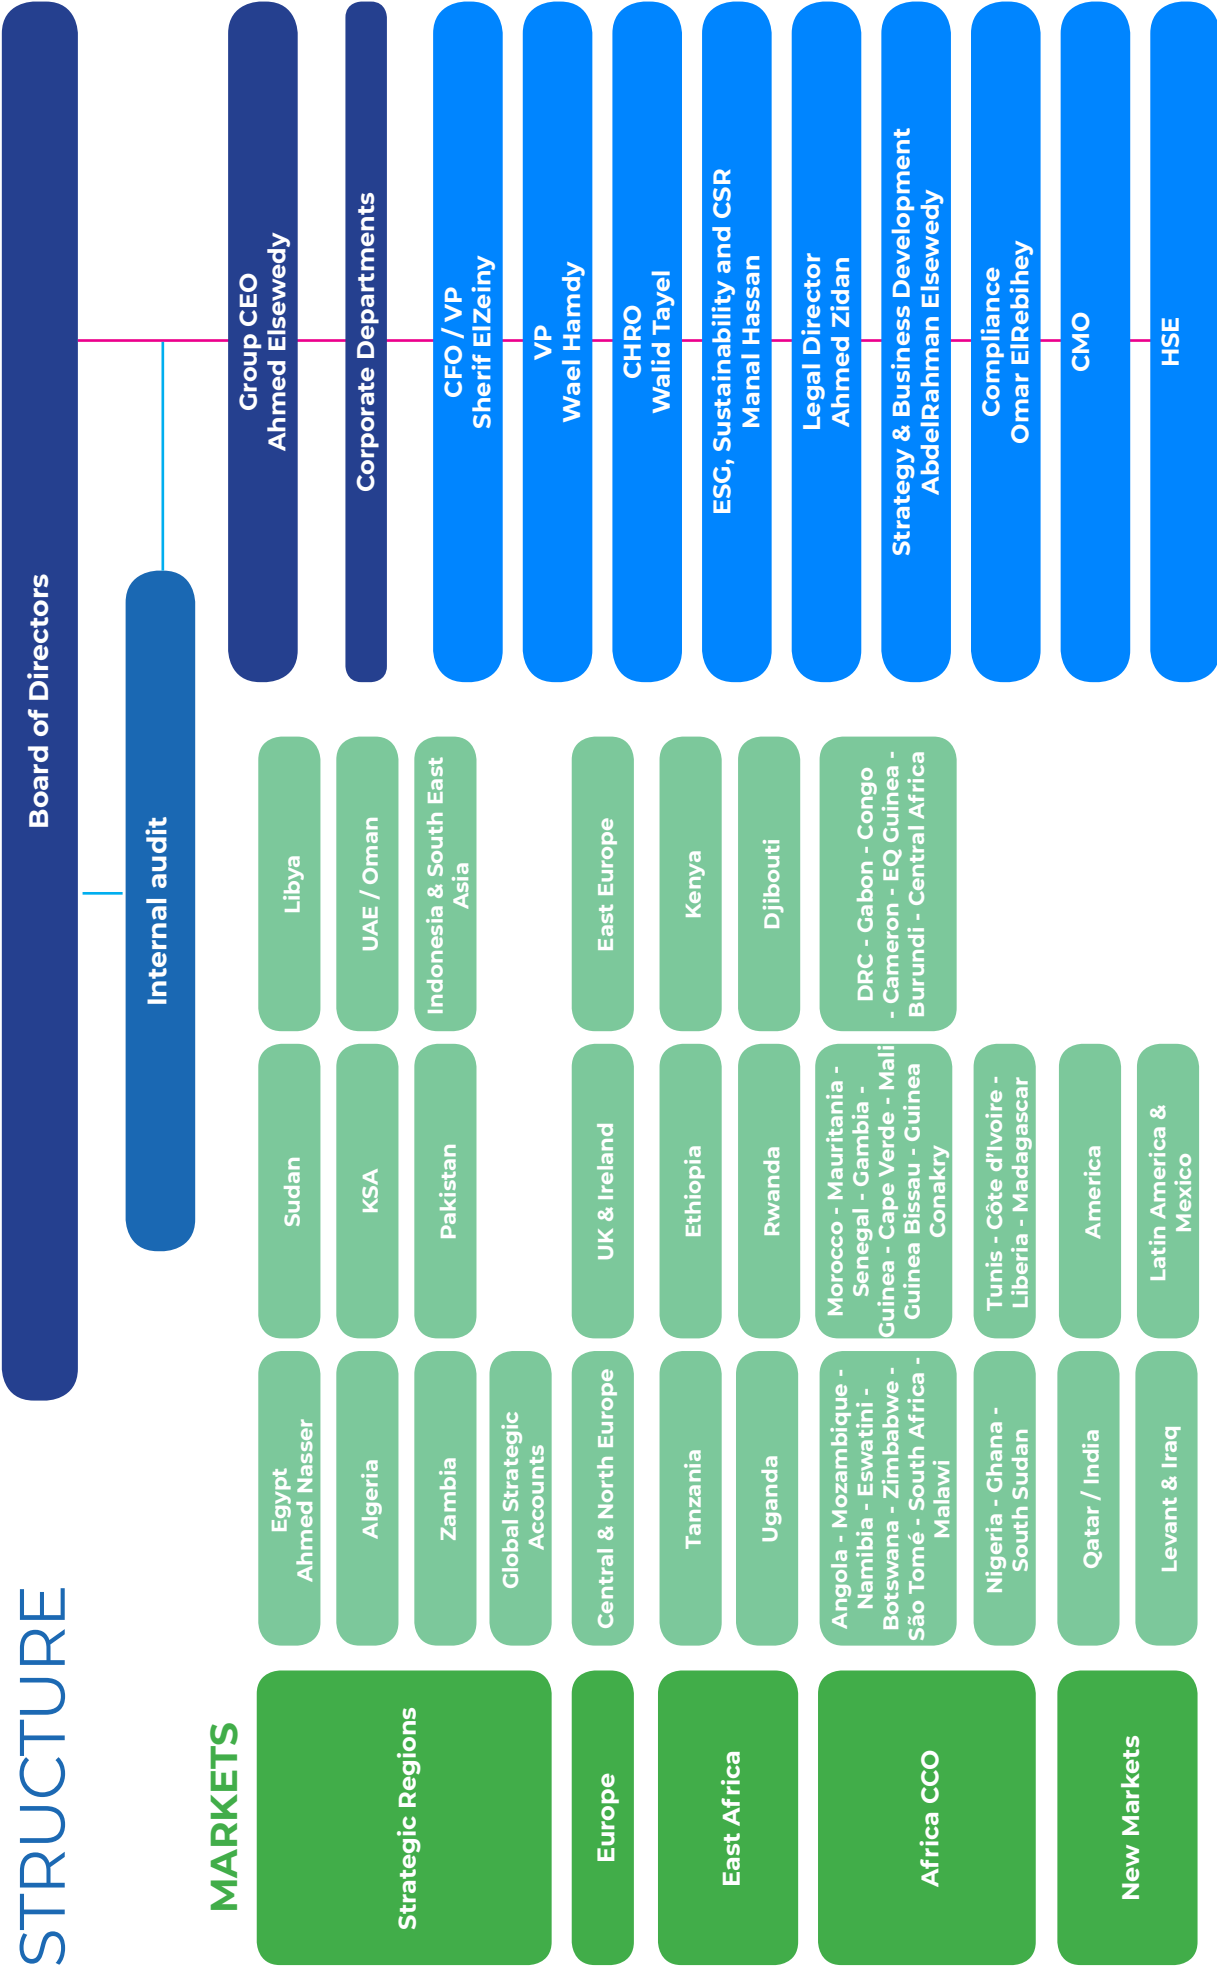 STRUCTURE
Board of Directors
Internal audit
MARKETS
Strategic Regions
Egypt
Ahmed Nasser
Sudan
Libya
Algeria
KSA
UAE / Oman
Zambia
Pakistan
Indonesia & South East
Asia
Global Strategic
Accounts
Europe
Central & North Europe
UK & Ireland
East Europe
East Africa
Tanzania
Ethiopia
Kenya
Uganda
Rwanda
Djibouti
Africa CCO
Angola - Mozambique -
Namibia - Eswatini -
Botswana - Zimbabwe -
São Tomé - South Africa -
Malawi
Morocco - Mauritania -
Senegal - Gambia -
Guinea - Cape Verde - Mali
Guinea Bissau - Guinea
Conakry
DRC - Gabon - Congo
- Cameron - EQ Guinea -
Burundi - Central Africa
Nigeria - Ghana -
South Sudan
Tunis - Côte d’Ivoire -
Liberia - Madagascar
New Markets
Qatar / India
America
Levant & Iraq
Latin America &
Mexico
Group CEO
Ahmed Elsewedy
Corporate Departments
CFO / VP
Sherif ElZeiny
VP
Wael Hamdy
CHRO
Walid Tayel
ESG, Sustainability and CSR
Manal Hassan
Legal Director
Ahmed Zidan
Strategy & Business Development
AbdelRahman Elsewedy
Compliance
Omar ElRebihey
CMO
HSE